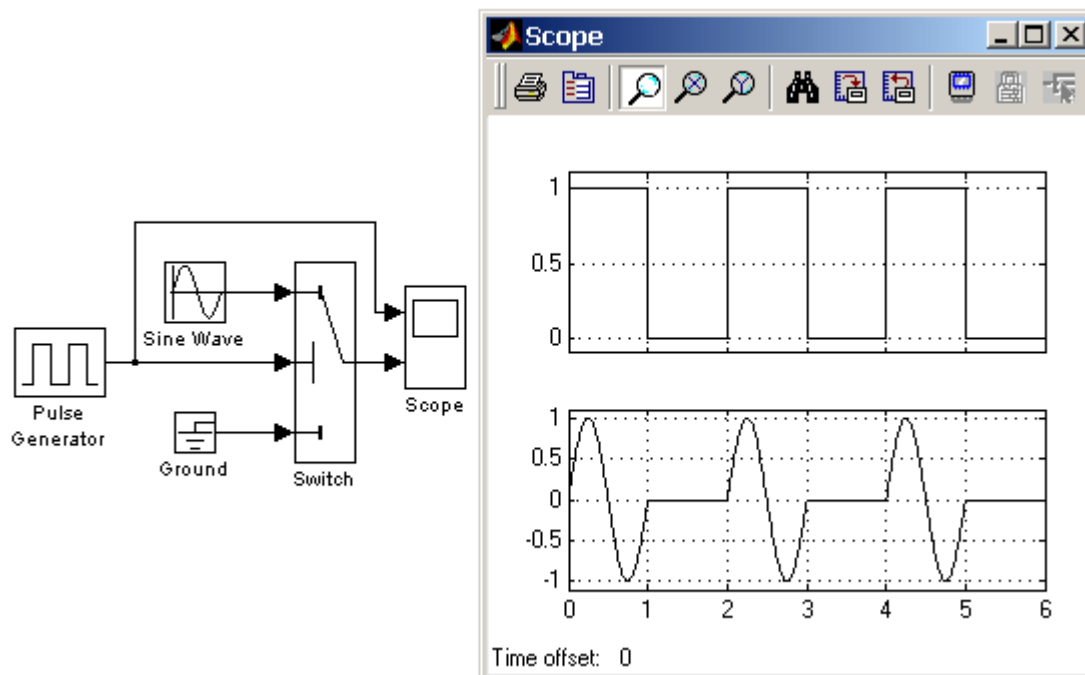 Scope
Sine Wave
Pulse
Generator
Ground
Switch
Scope
1
0.5
0
1
0.5
0
-0.5
-1
0 1 2 3 4 5 6
Time offset: 0